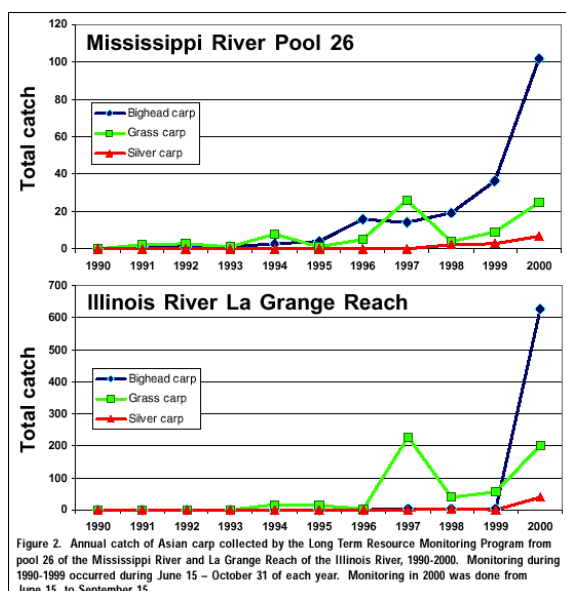 Mississippi River Pool 26
Total catch
120
100
80
60
40
20
0
Bighead carp
Grass carp
Silver carp
1990 1991 1992 1993 1994 1995 1996 1997 1998 1999 2000
Illinois River La Grange Reach
Total catch
700
600
500
400
300
200
100
0
Bighead carp
Grass carp
Silver carp
1990 1991 1992 1993 1994 1995 1996 1997 1998 1999 2000
Figure 2. Annual catch of Asian carp collected by the Long Term Resource Monitoring Program from
pool 26 of the Mississippi River and La Grange Reach of the Illinois River, 1990-2000. Monitoring during
1990-1999 occurred during June 15 – October 31 of each year. Monitoring in 2000 was done from
June 15 to September 15